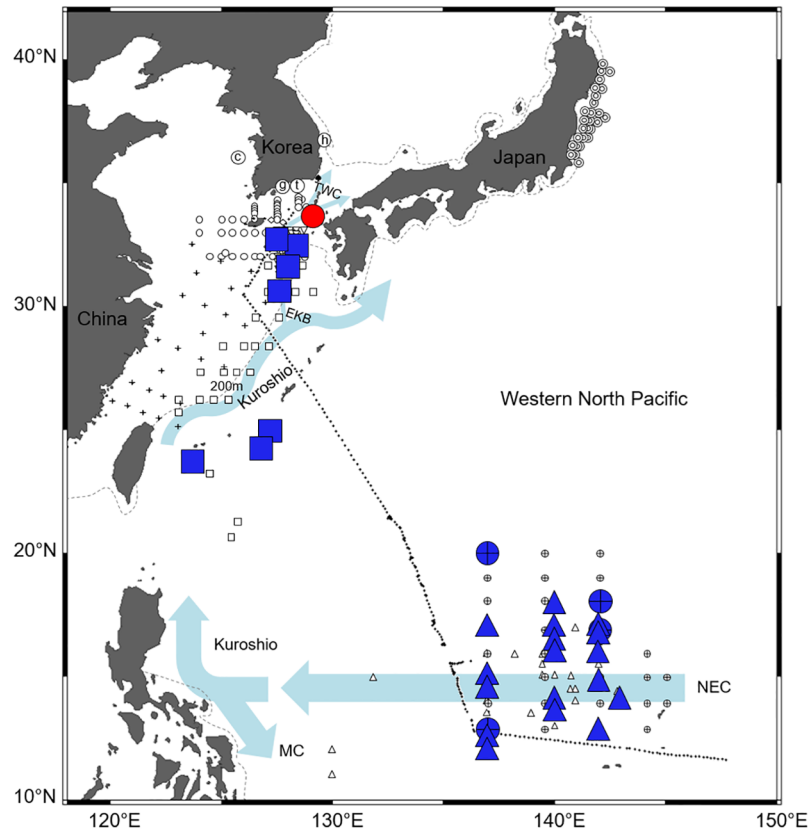 40°N
Korea
h
c
Japan
g
t
TWC
30°N
EKB
China
200m
Kuroshio
Western North Pacific
20°N
Kuroshio
NEC
MC
10°N
120°E
130°E
140°E
150°E